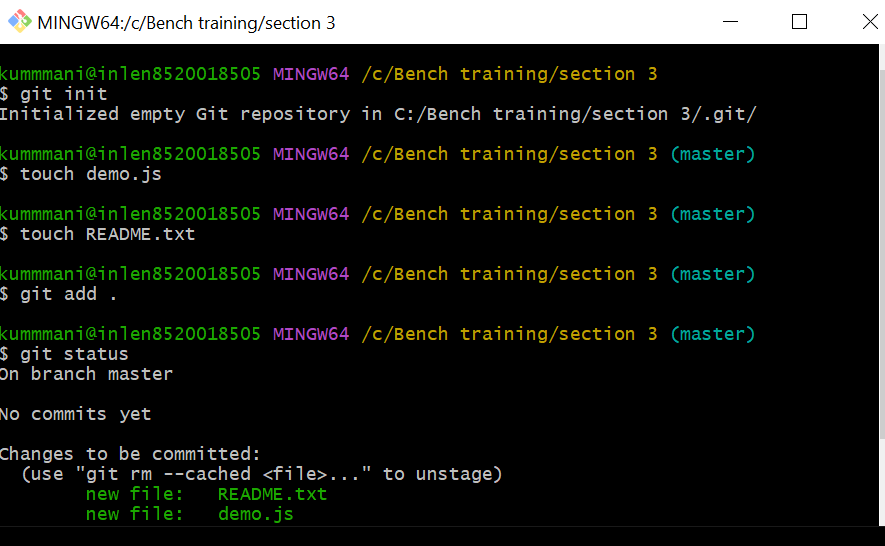 MINGW64:/c/Bench training/section 3
kummmani@inlen8520018505 MINGW64 /c/Bench training/section 3
$ git init
Initialized empty Git repository in C:/Bench training/section 3/.git/
kummmani@inlen8520018505 MINGW64 /c/Bench training/section 3 (master)
$ touch demo.js
kummmani@inlen8520018505 MINGW64 /c/Bench training/section 3 (master)
$ touch README.txt
kummmani@inlen8520018505 MINGW64 /c/Bench training/section 3 (master)
$ git add .
kummmani@inlen8520018505 MINGW64 /c/Bench training/section 3 (master)
$ git status
On branch master
No commits yet
Changes to be committed:
(use "git rm --cached <file>..." to unstage)
new file: README.txt
new file: demo.js